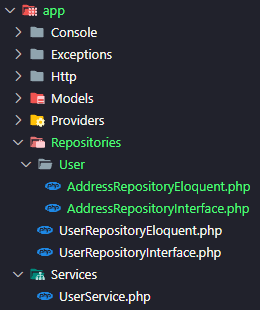 app
Console
Exceptions
Http
Models
Providers
Repositories
User
AddressRepositoryEloquent.php
AddressRepositoryInterface.php
UserRepositoryEloquent.php
UserRepositoryInterface.php
Services
UserService.php